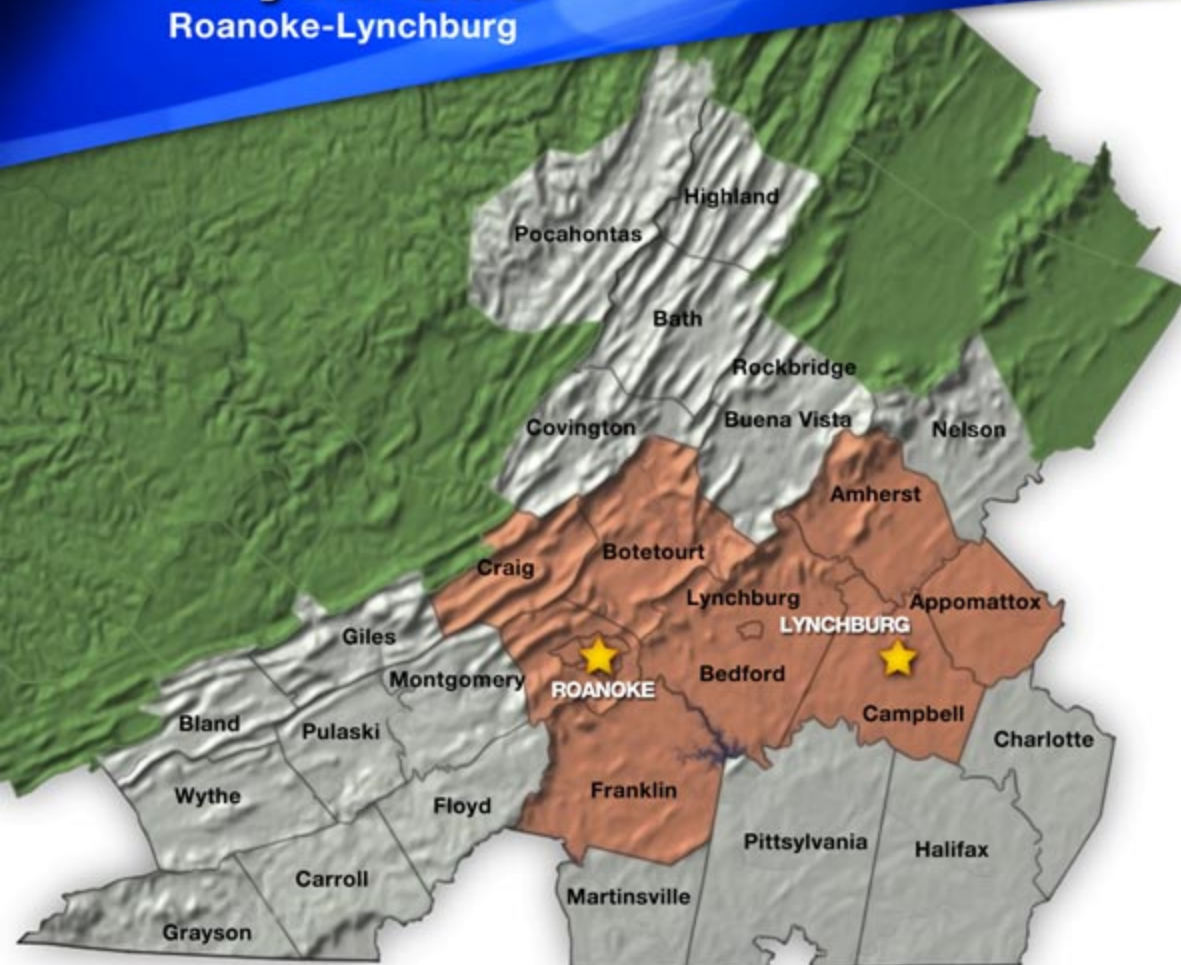 Roanoke-Lynchburg
Highland
Pocahontas
Bath
Rockbridge
Buena Vista
Covington
Nelson
Amherst
Botetourt
Craig
Lynchburg
Appomattox
LYNCHBURG
Giles
Bedford
Montgomery
ROANOKE
Campbell
Bland
Pulaski
Charlotte
Franklin
Wythe
Floyd
Pittsylvania
Halifax
Carroll
Martinsville
Grayson